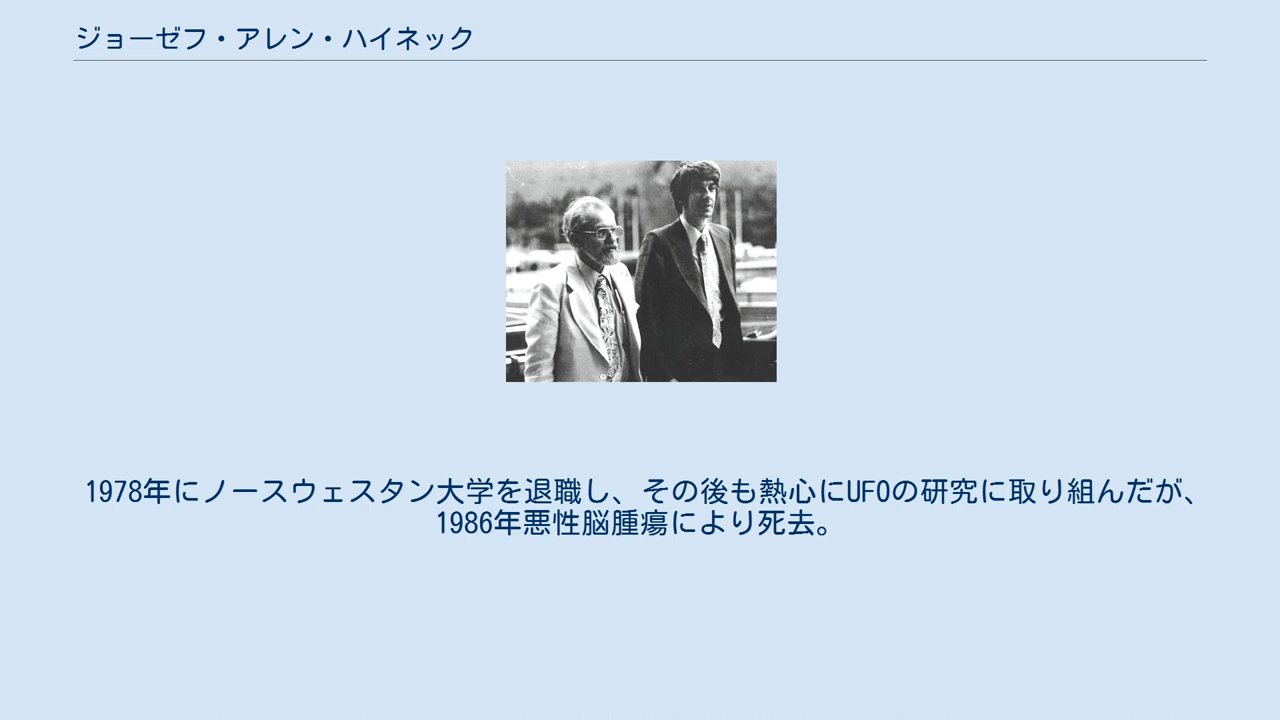 ジョーゼフ・アレン・ハイネック
1978年にノースウェスタン大学を退職し、その後も熱心にUFOの研究に取り組んだが、
1986年悪性脳腫瘍により死去。